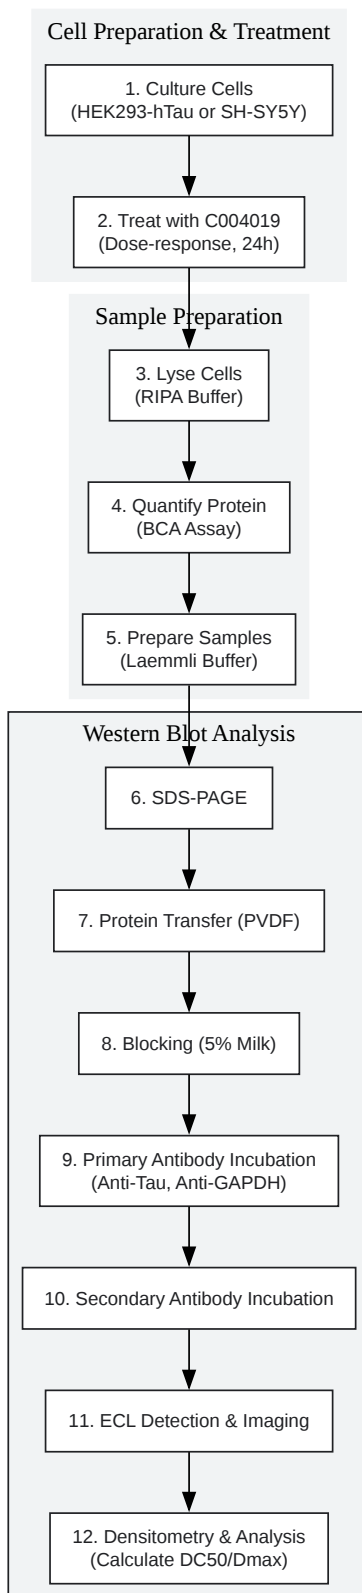 Cell Preparation & Treatment
1. Culture Cells
(HEK293-hTau or SH-SY5Y)
2. Treat with C004019
(Dose-response, 24h)
Sample Preparation
3. Lyse Cells
(RIPA Buffer)
4. Quantify Protein
(BCA Assay)
5. Prepare Samples
(Laemmli Buffer)
Western Blot Analysis
6. SDS-PAGE
7. Protein Transfer (PVDF)
8. Blocking (5% Milk)
9. Primary Antibody Incubation
(Anti-Tau, Anti-GAPDH)
10. Secondary Antibody Incubation
11. ECL Detection & Imaging
12. Densitometry & Analysis
(Calculate DC50/Dmax)